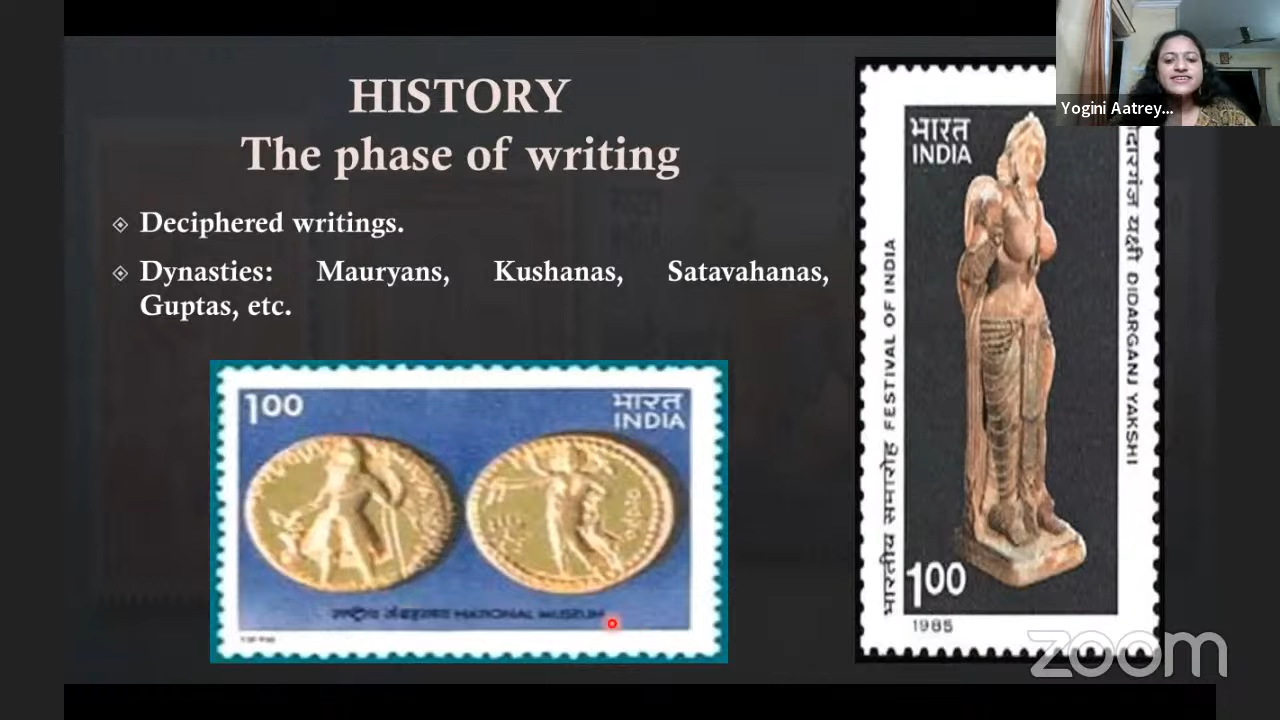 HISTORY
The phase of writing
Deciphered writings.
Dynasties: Mauryans, Kushanas, Satavahanas,
Guptas, etc.
1.00
भारत
INDIA
NATIONAL MUSEUM
भारत
INDIA
भारतीय समारोह FESTIVAL OF INDIA
यक्षी DIDARGANJ YAKSHI
1.00
1985
Yogini Aatrey...
zoom